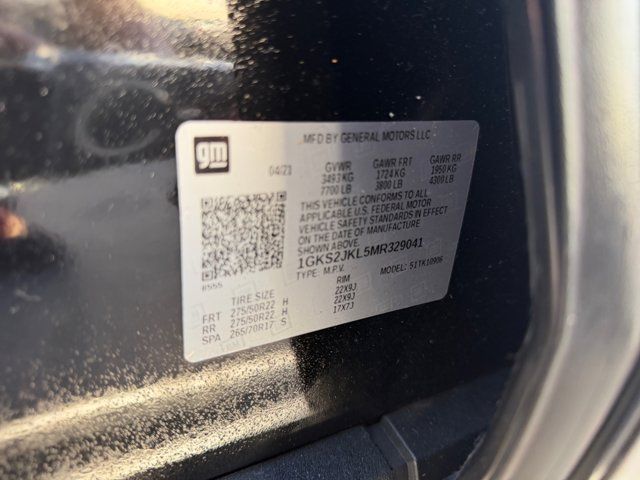 gm
MFD BY GENERAL MOTORS LLC
04/21 GVWR GAWR FRT GAWR RR
3493 KG 1724 KG 1950 KG
7700 LB 3800 LB 4300 LB
THIS VEHICLE CONFORMS TO ALL
APPLICABLE U.S. FEDERAL MOTOR
VEHICLE SAFETY STANDARDS IN EFFECT
ON THE DATE OF MANUFACTURE
SHOWN ABOVE.
1GKS2JKL5MR329041
TYPE: M.P.V. MODEL: 51TK10906
8555
TIRE SIZE RIM
FRT 275/50R22 H 22X9J
RR 275/50R22 H 22X9J
SPA 265/70R17 S 17X7J